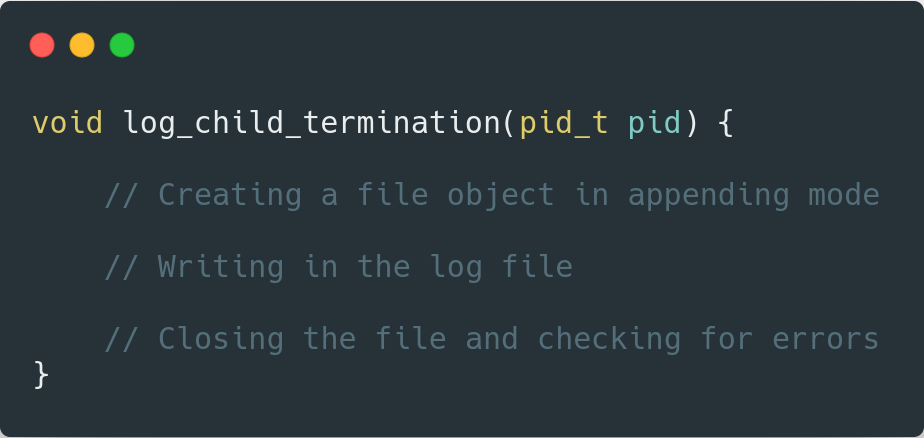 void log_child_termination(pid_t pid) {
// Creating a file object in appending mode
// Writing in the log file
// Closing the file and checking for errors
}